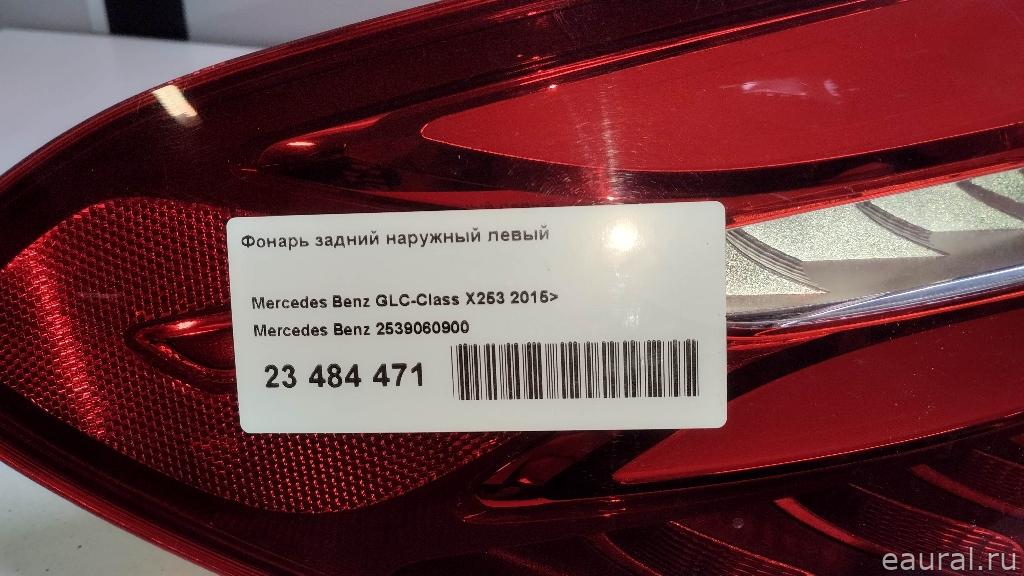 Фонарь задний наружный левый
Mercedes Benz GLC-Class X253 2015>
Mercedes Benz 2539060900
23 484 471
eaural.ru